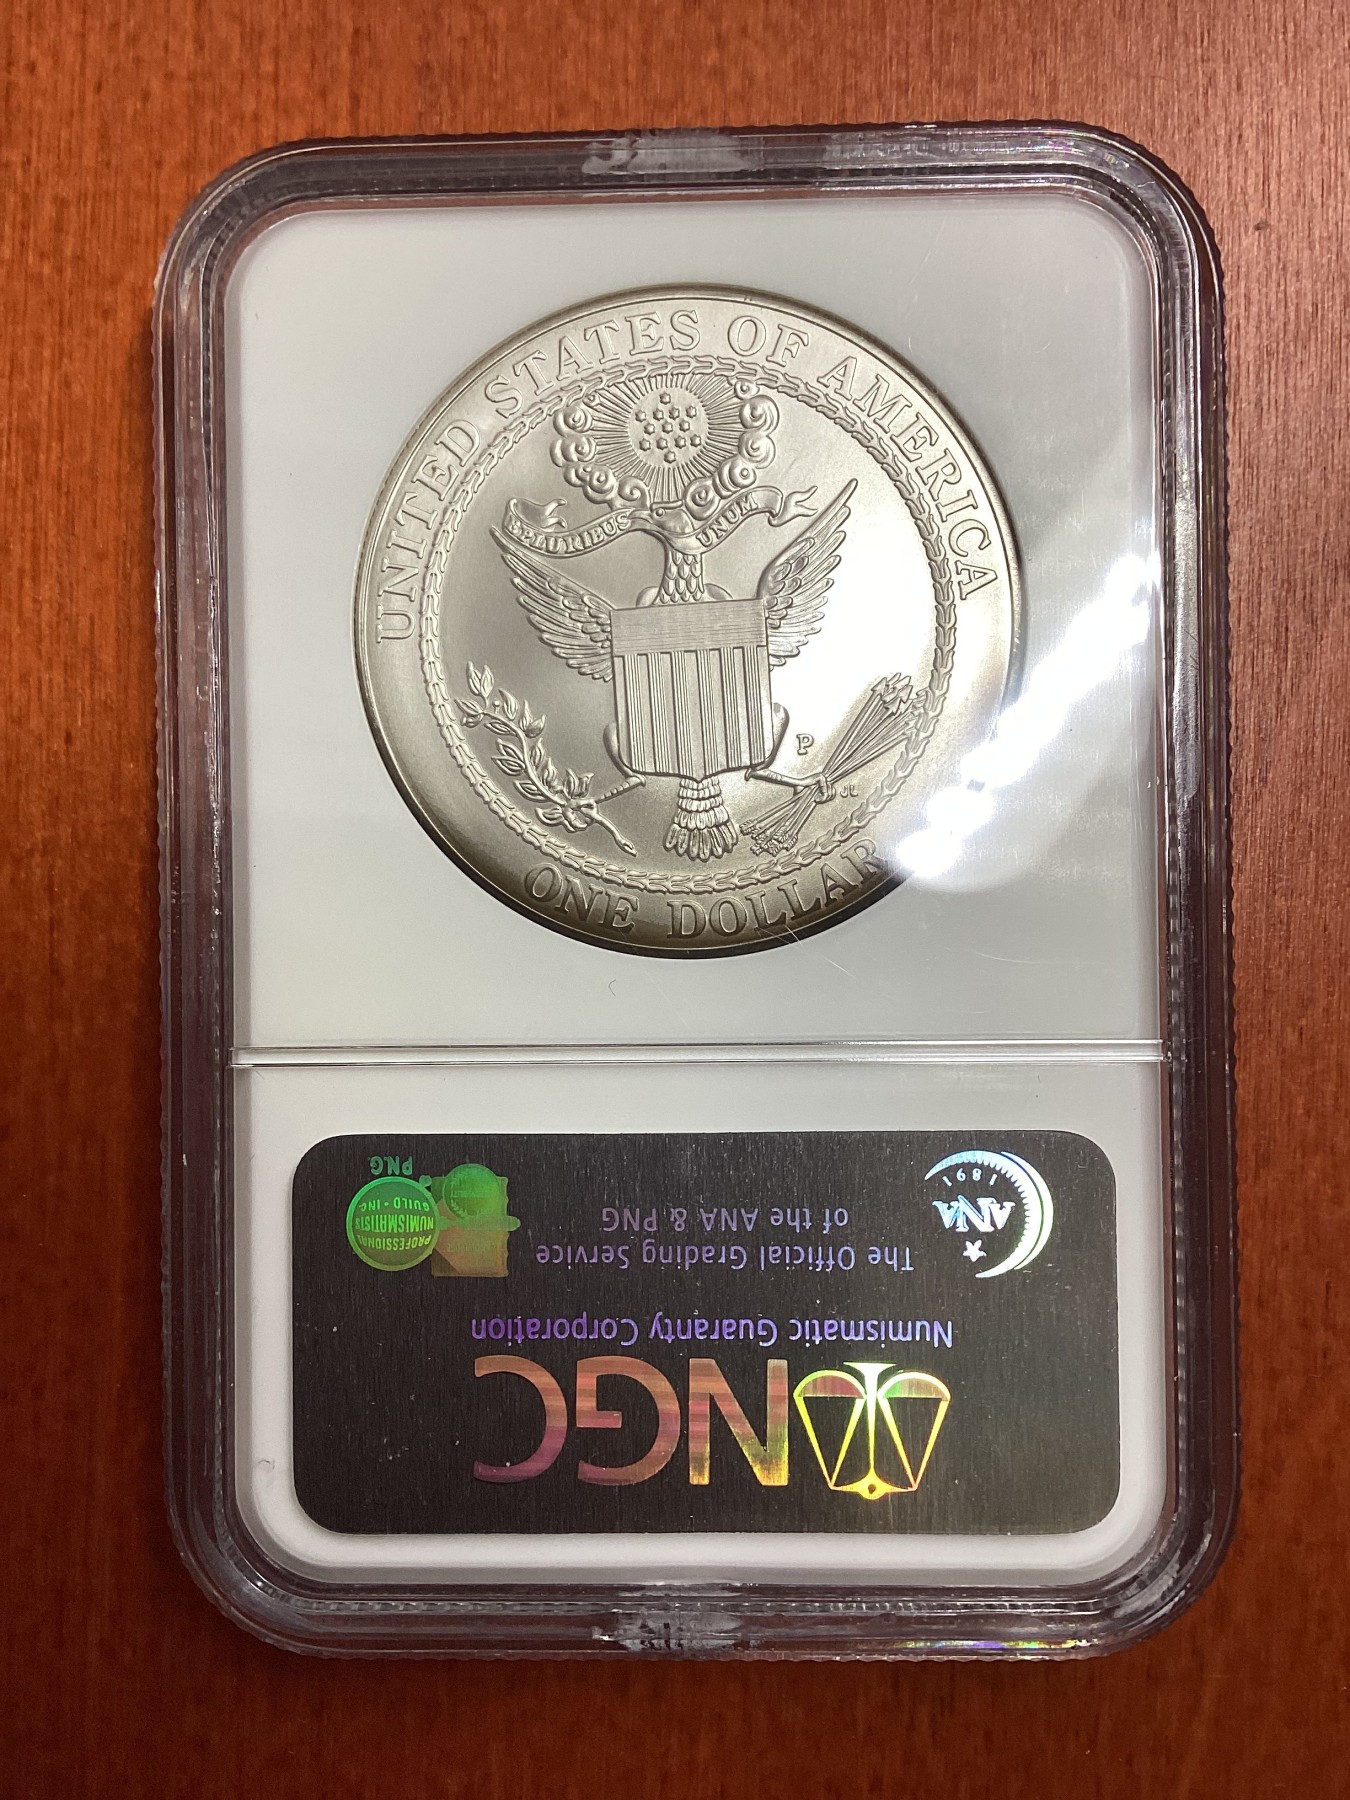 UNITED STATES OF AMERICA
E PLURIBUS UNUM
P
JL
ONE DOLLAR
NGC
Numismatic Guaranty Corporation
The Official Grading Service
of the ANA & PNG
ANA
1891
PROFESSIONAL
NUMISMATISTS
GUILD • INC.
P.N.G.